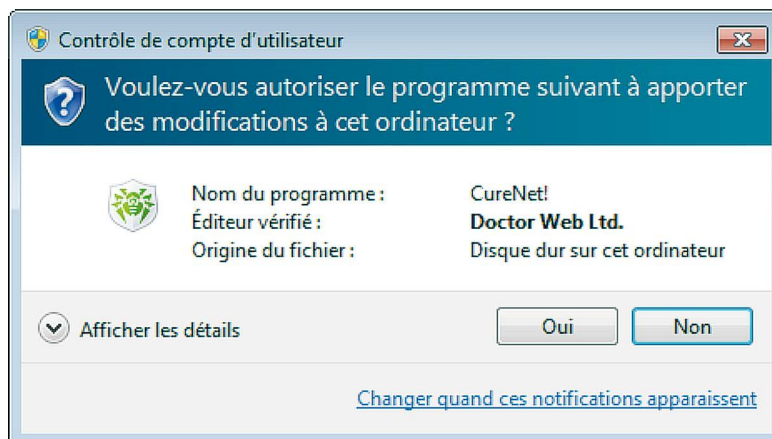 Contrôle de compte d'utilisateur
Voulez-vous autoriser le programme suivant à apporter
des modifications à cet ordinateur ?
Nom du programme : CureNet!
Éditeur vérifié : Doctor Web Ltd.
Origine du fichier : Disque dur sur cet ordinateur
Afficher les détails Oui Non
Changer quand ces notifications apparaissent